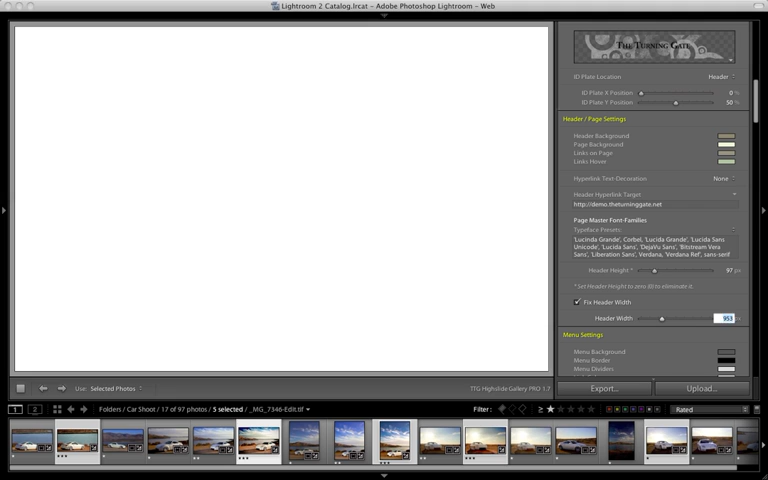 Lightroom 2 Catalog.lrcat - Adobe Photoshop Lightroom - Web
THE TURNING GATE
ID Plate Location Header
ID Plate X Position 0 %
ID Plate Y Position 50 %
Header / Page Settings
Header Background
Page Background
Links on Page
Links Hover
Hyperlink Text-Decoration None
Header Hyperlink Target
http://demo.theturninggate.net
Page Master Font-Families
Typeface Presets:
'Lucinda Grande', Corbel, 'Lucida Grande', 'Lucida Sans
Unicode', 'Lucida Sans', 'DejaVu Sans', 'Bitstream Vera
Sans', 'Liberation Sans', Verdana, 'Verdana Ref', sans-serif
Header Height * 97 px
* Set Header Height to zero (0) to eliminate it.
Fix Header Width
Header Width 953
Menu Settings
Menu Background
Menu Border
Menu Dividers
Use: Selected Photos
TTG Highslide Gallery PRO 1.7
Export...
Upload...
1 2 Folders / Car Shoot / 17 of 97 photos / 5 selected / _MG_7346-Edit.tif
Filter: ≥ Rated